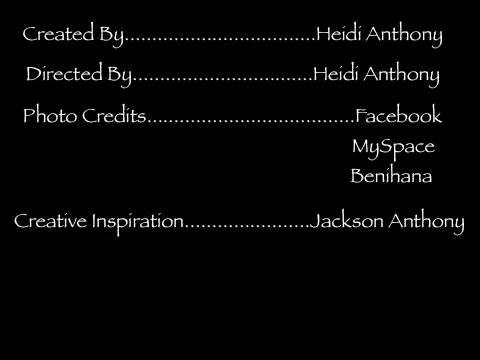 Created By...................................Heidi Anthony
Directed By.................................Heidi Anthony
Photo Credits......................................Facebook
MySpace
Benihana
Creative Inspiration.......................Jackson Anthony